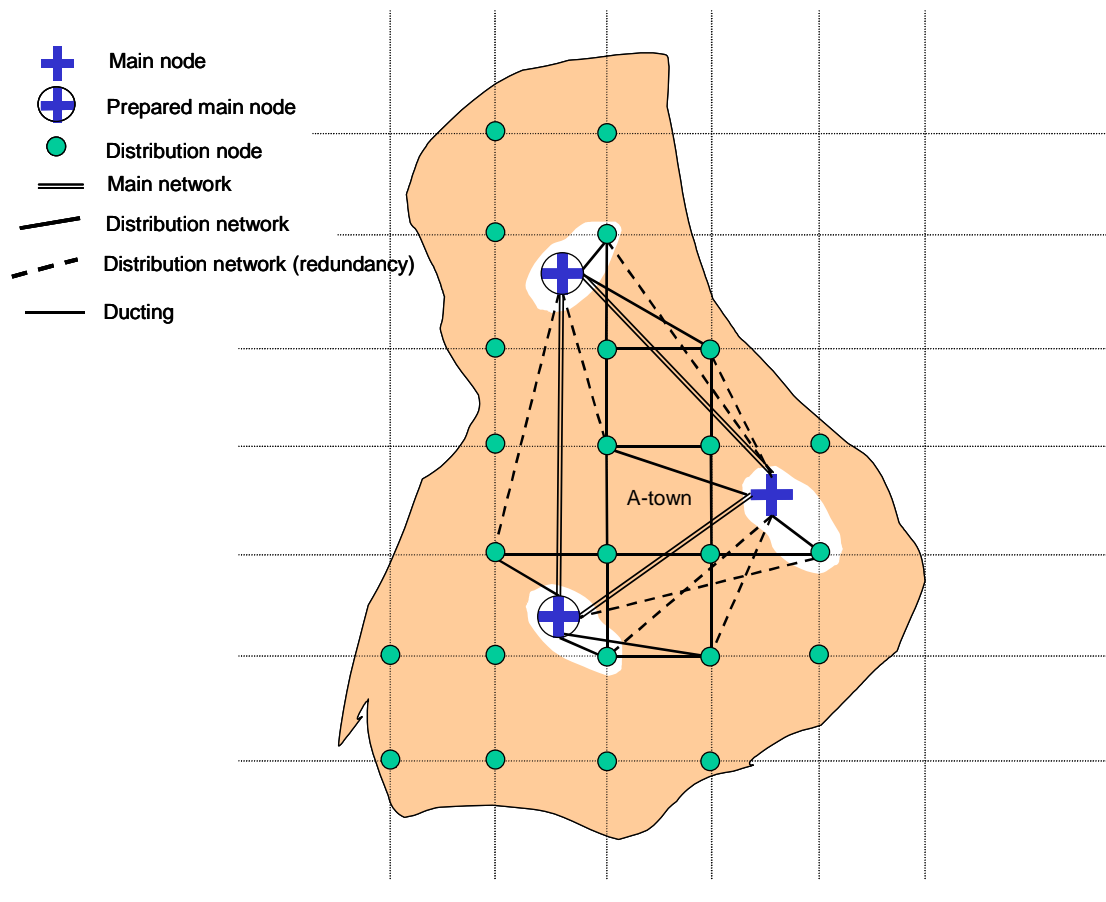 Main node
Prepared main node
Distribution node
Main network
Distribution network
Distribution network (redundancy)
Ducting
A-town